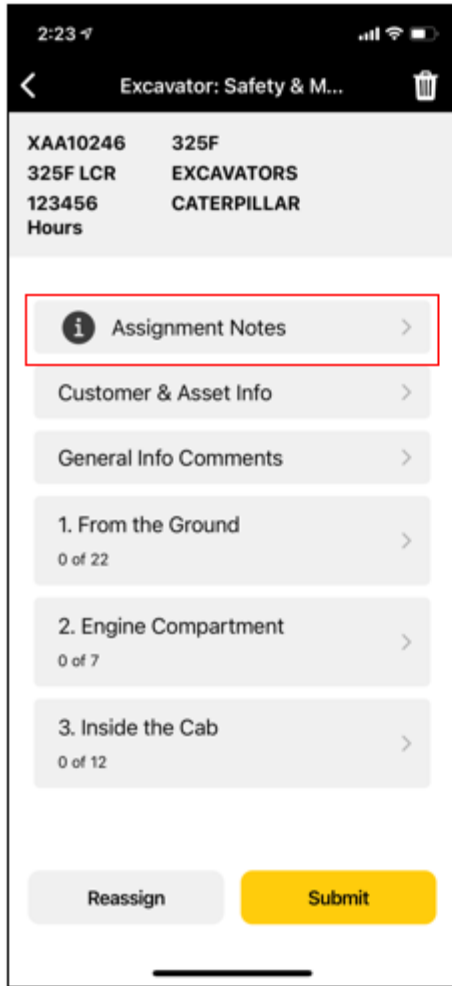 2:23
Excavator: Safety & M...
XAA10246 325F
325F LCR EXCAVATORS
123456 CATERPILLAR
Hours
i Assignment Notes
Customer & Asset Info
General Info Comments
1. From the Ground
0 of 22
2. Engine Compartment
0 of 7
3. Inside the Cab
0 of 12
Reassign Submit